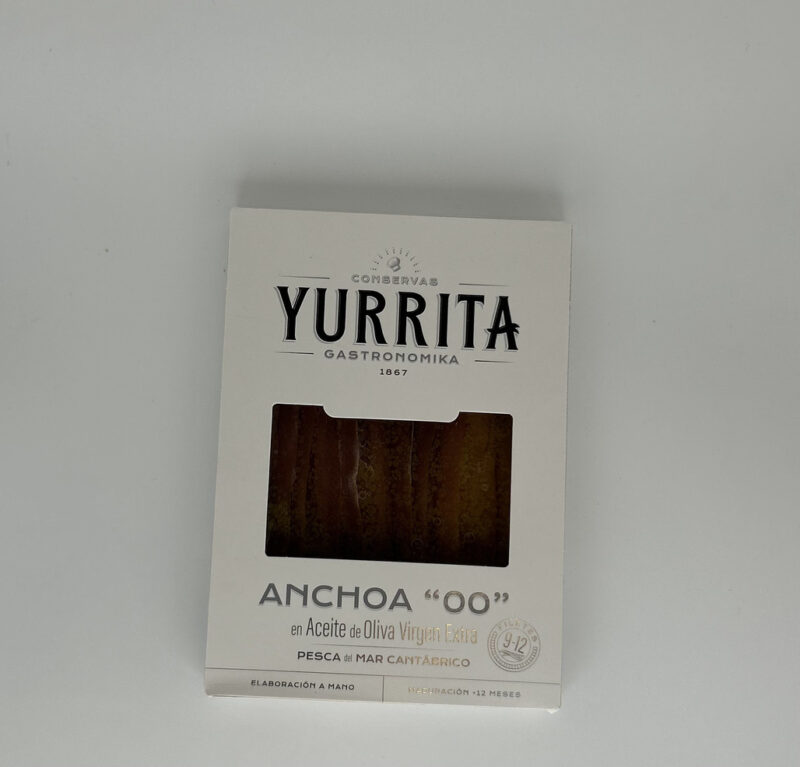 CONSERVAS
YURRITA
GASTRONOMIKA
1867
ANCHOA “OO”
en Aceite de Oliva Virgen Extra
FILETES
9-12
PESCA del MAR CANTÁBRICO
ELABORACIÓN A MANO
MADURACIÓN +12 MESES